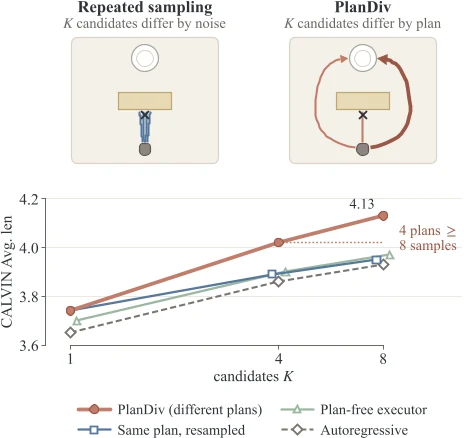 Repeated sampling
K candidates differ by noise
PlanDiv
K candidates differ by plan
CALVIN Avg. len
4.2
4.0
3.8
3.6
4.13
4 plans ≥
8 samples
1
4
8
candidates K
PlanDiv (different plans)
Same plan, resampled
Plan-free executor
Autoregressive